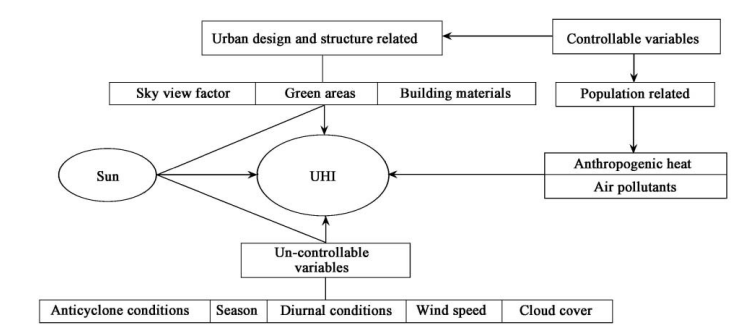 Urban design and structure related
Controllable variables
Sky view factor
Green areas
Building materials
Population related
Sun
UHI
Anthropogenic heat
Air pollutants
Un-controllable
variables
Anticyclone conditions
Season
Diurnal conditions
Wind speed
Cloud cover